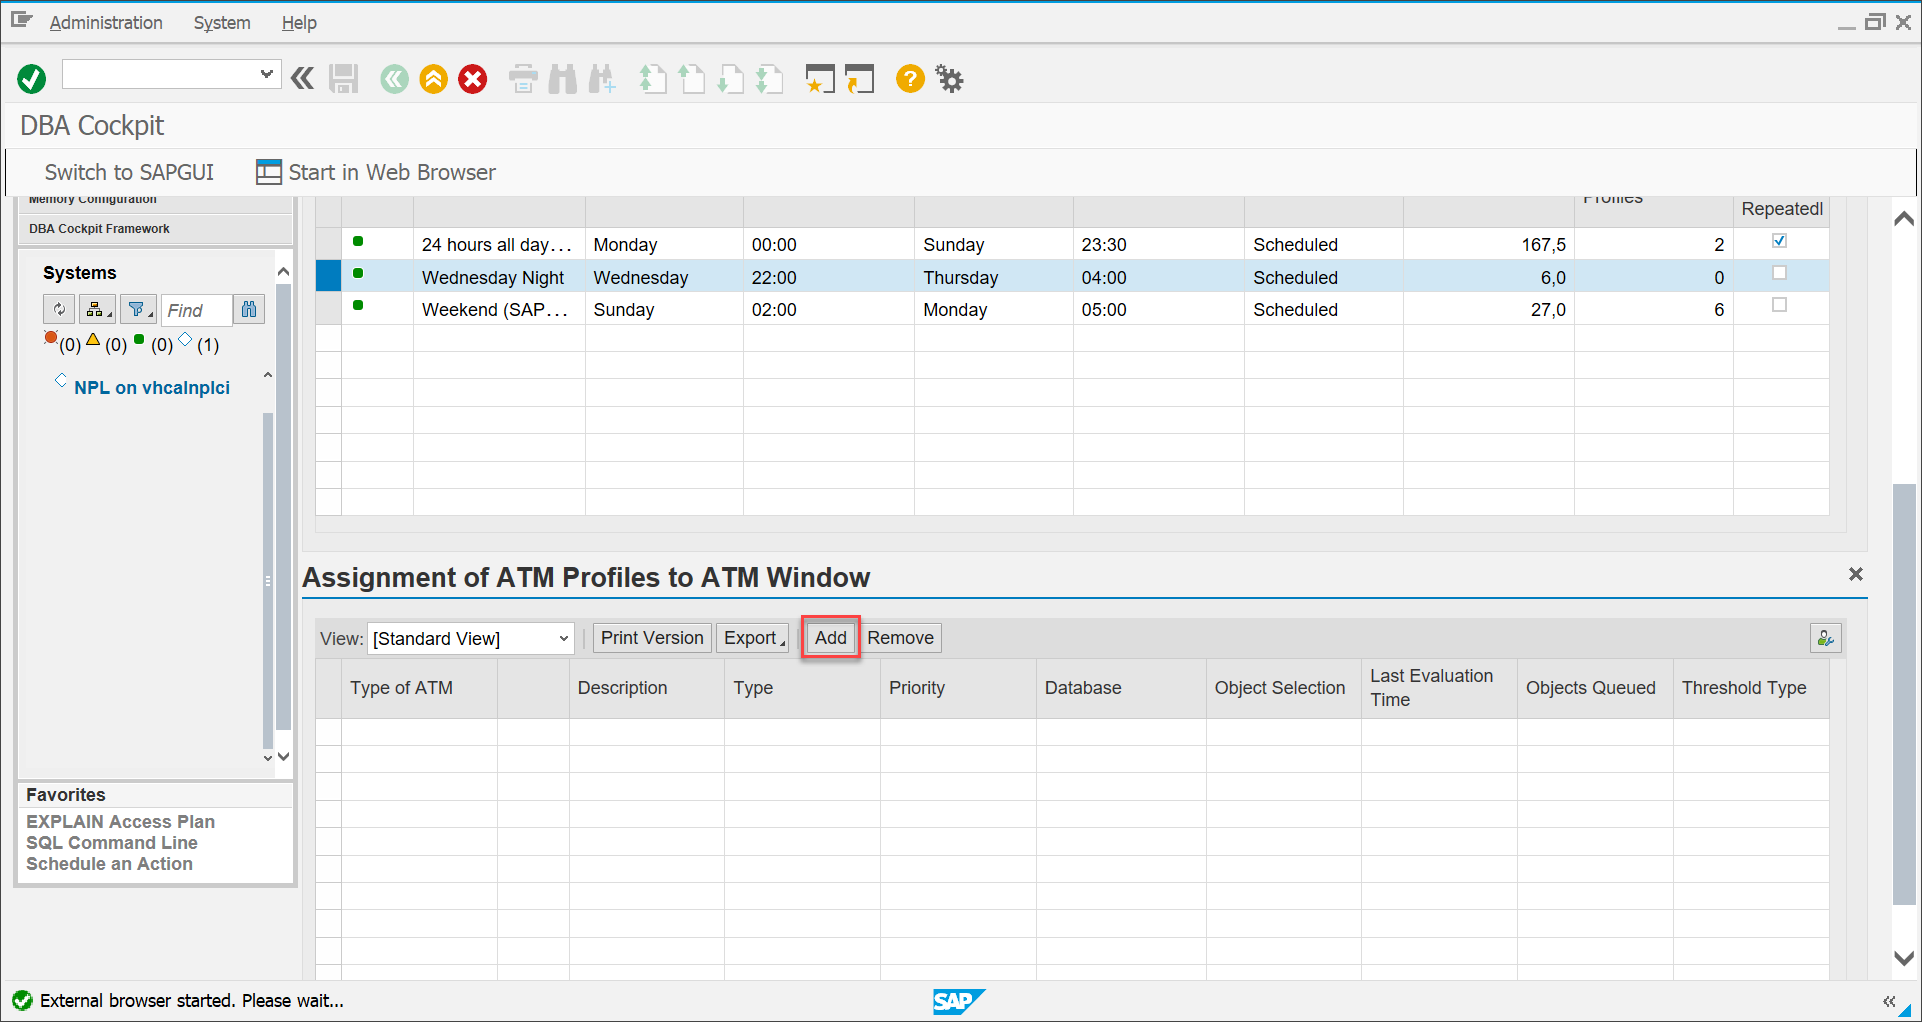 Administration System Help
DBA Cockpit
Switch to SAPGUI Start in Web Browser
Memory Configuration
DBA Cockpit Framework
Systems
Find
(0) (0) (0) (1)
NPL on vhcalnplci
Favorites
EXPLAIN Access Plan
SQL Command Line
Schedule an Action
Profiles Repeatedl
24 hours all day... Monday 00:00 Sunday 23:30 Scheduled 167,5 2
Wednesday Night Wednesday 22:00 Thursday 04:00 Scheduled 6,0 0
Weekend (SAP... Sunday 02:00 Monday 05:00 Scheduled 27,0 6
Assignment of ATM Profiles to ATM Window
View: [Standard View] Print Version Export Add Remove
Type of ATM Description Type Priority Database Object Selection Last Evaluation Time Objects Queued Threshold Type
External browser started. Please wait...
SAP